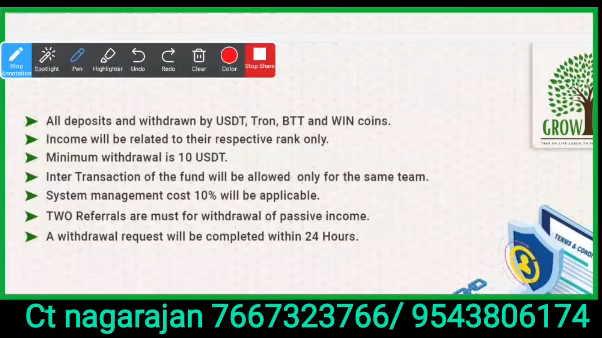 Stop Annotation
Spotlight
Pen
Highlighter
Undo
Redo
Clear
Color
Stop Share
All deposits and withdrawn by USDT, Tron, BTT and WIN coins.
Income will be related to their respective rank only.
Minimum withdrawal is 10 USDT.
Inter Transaction of the fund will be allowed only for the same team.
System management cost 10% will be applicable.
TWO Referrals are must for withdrawal of passive income.
A withdrawal request will be completed within 24 Hours.
GROW
TERMS & CONDI
Ct nagarajan 7667323766/ 9543806174